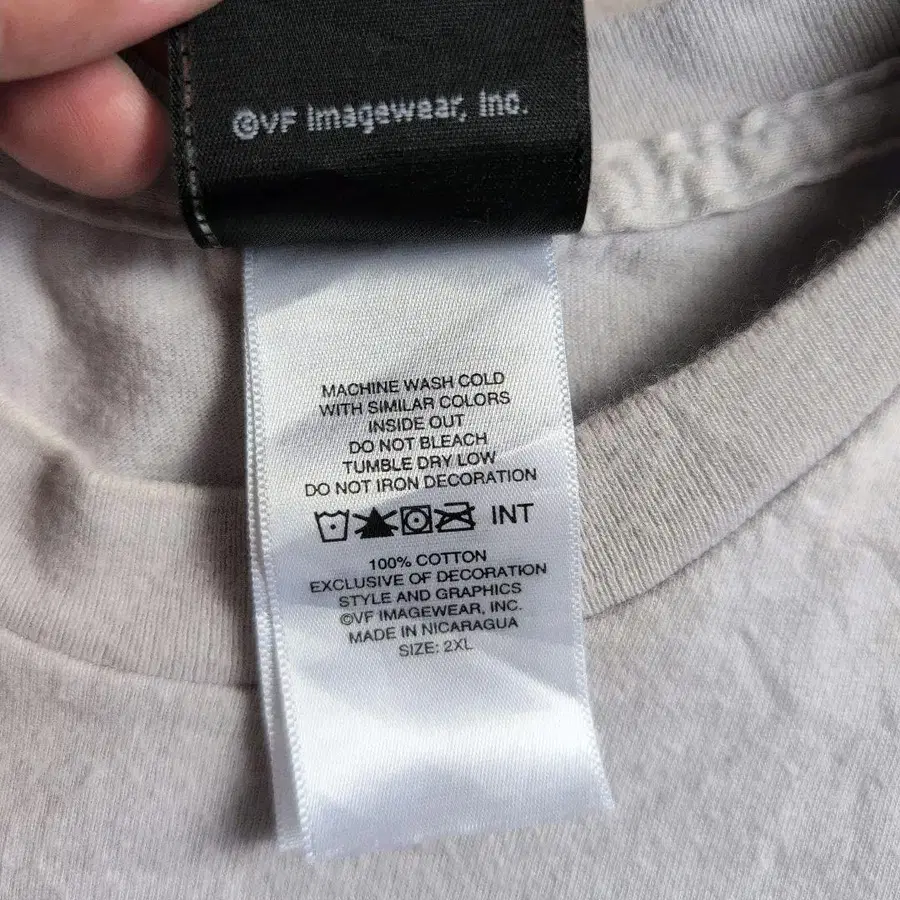 ©VF Imagewear, Inc.
MACHINE WASH COLD
WITH SIMILAR COLORS
INSIDE OUT
DO NOT BLEACH
TUMBLE DRY LOW
DO NOT IRON DECORATION
INT
100% COTTON
EXCLUSIVE OF DECORATION
STYLE AND GRAPHICS
©VF IMAGEWEAR, INC.
MADE IN NICARAGUA
SIZE: 2XL